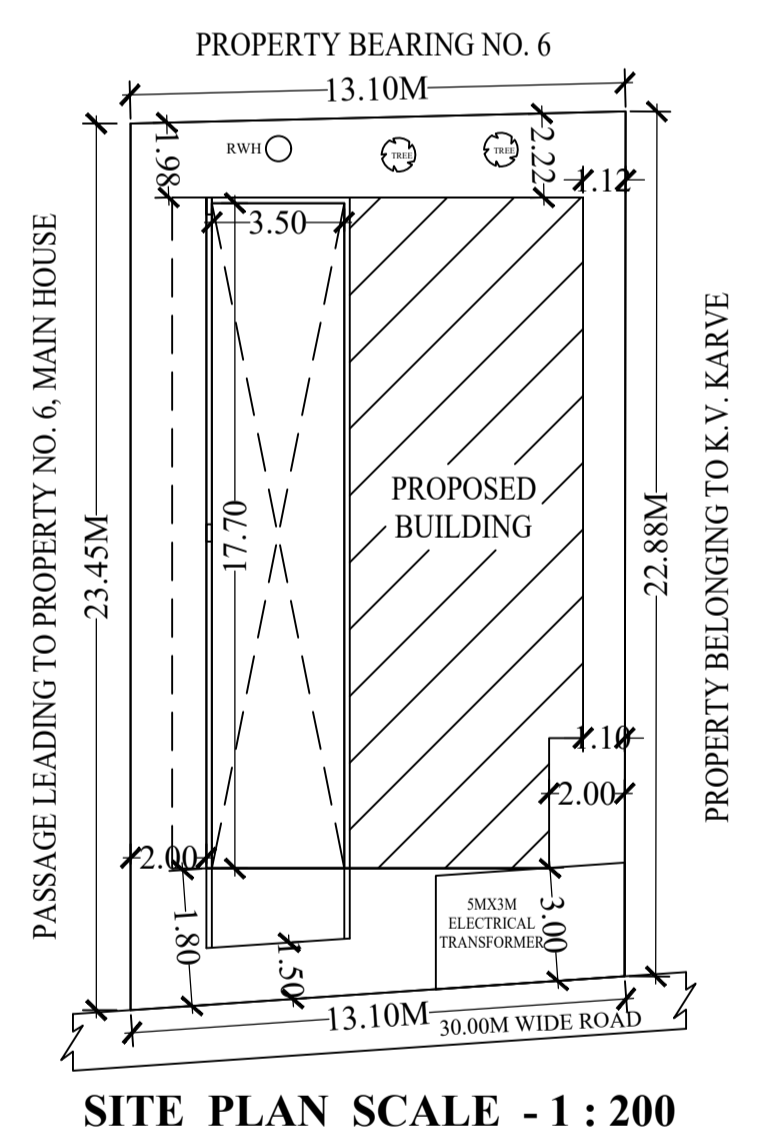 PROPERTY BEARING NO. 6
13.10M
1.98
RWH
TREE
TREE
2.22
1.12
3.50
PASSAGE LEADING TO PROPERTY NO. 6, MAIN HOUSE
23.45M
17.70
PROPOSED
BUILDING
22.88M
PROPERTY BELONGING TO K.V. KARVE
1.10
2.00
2.00
1.80
1.50
5MX3M
ELECTRICAL
TRANSFORMER
3.00
13.10M
30.00M WIDE ROAD
SITE PLAN SCALE - 1 : 200